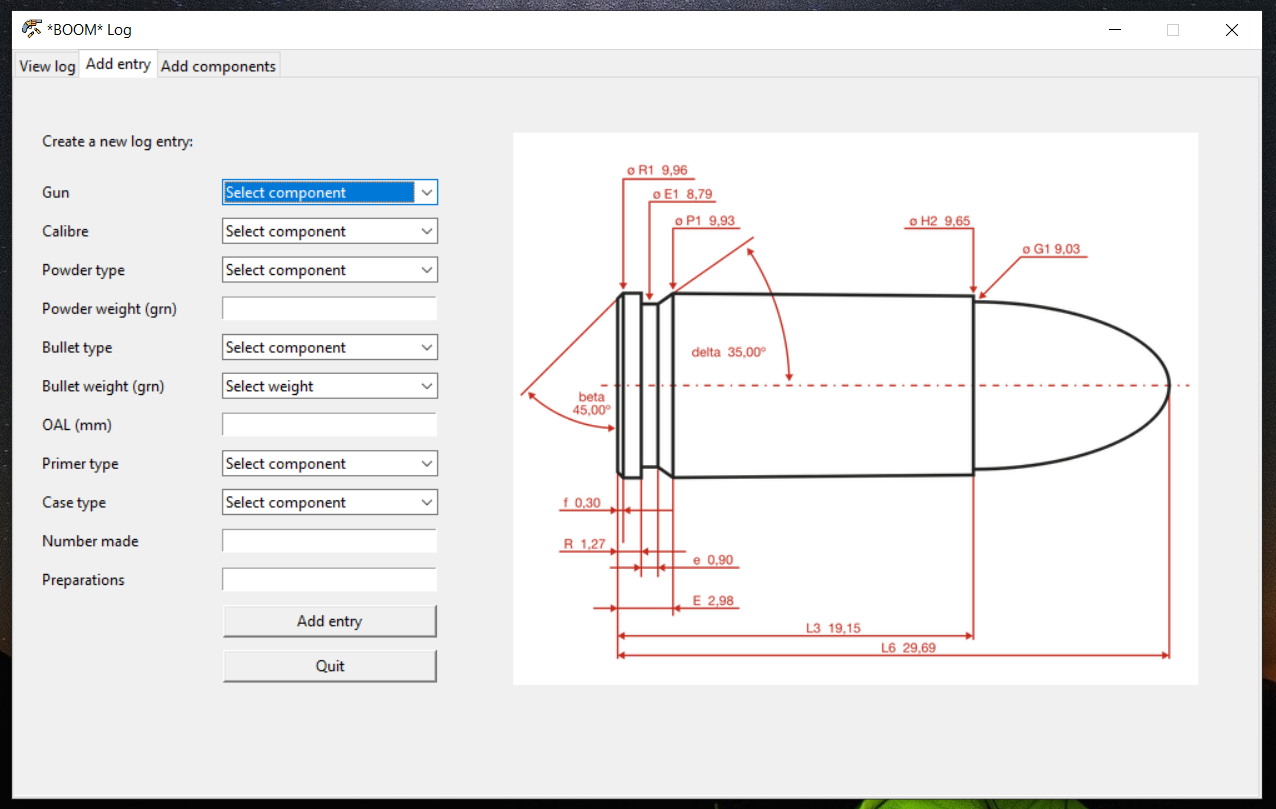 *BOOM* Log
View log Add entry Add components
Create a new log entry:
Gun Select component
Calibre Select component
Powder type Select component
Powder weight (grn)
Bullet type Select component
Bullet weight (grn) Select weight
OAL (mm)
Primer type Select component
Case type Select component
Number made
Preparations
Add entry
Quit
ø R1 9,96
ø E1 8,79
ø P1 9,93
ø H2 9,65
ø G1 9,03
delta 35,00º
beta
45,00º
f 0,30
R 1,27
e 0,90
E 2,98
L3 19,15
L6 29,69